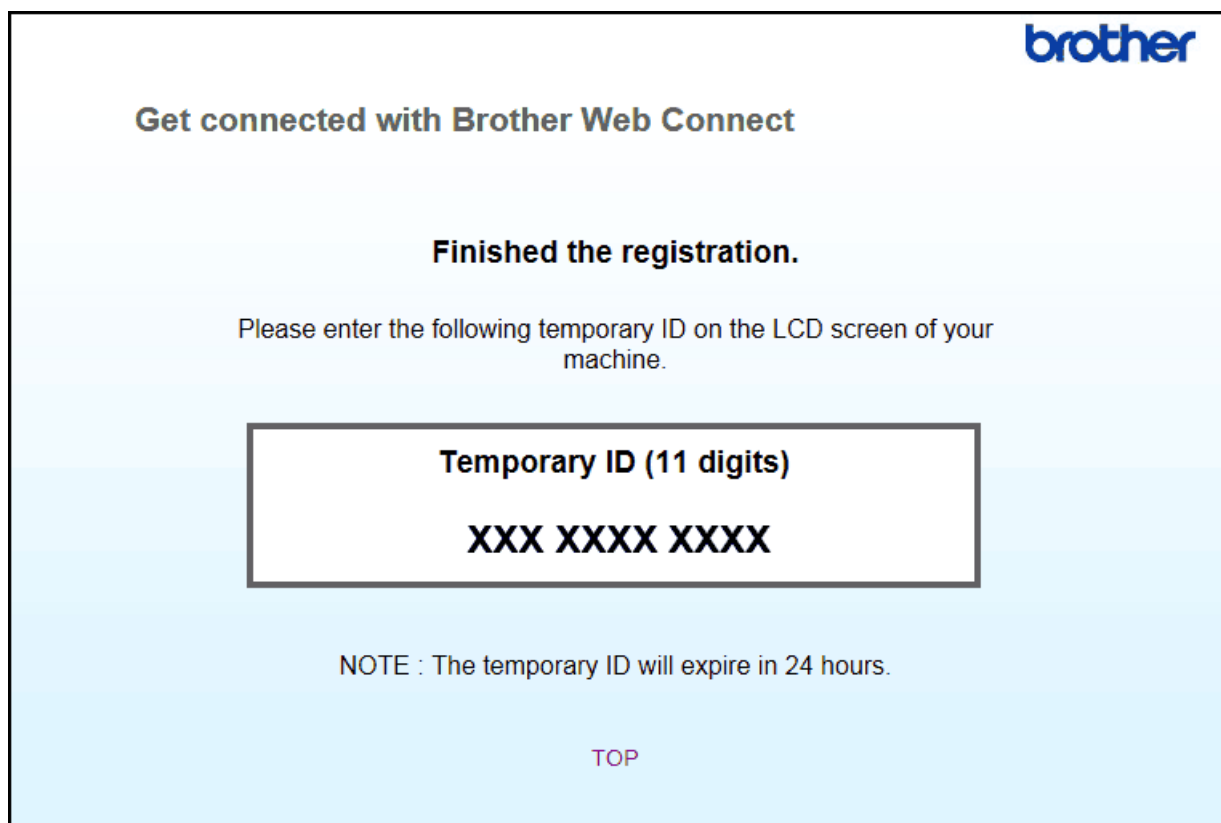 brother
Get connected with Brother Web Connect
Finished the registration.
Please enter the following temporary ID on the LCD screen of your
machine.
Temporary ID (11 digits)
XXX XXXX XXXX
NOTE : The temporary ID will expire in 24 hours.
TOP